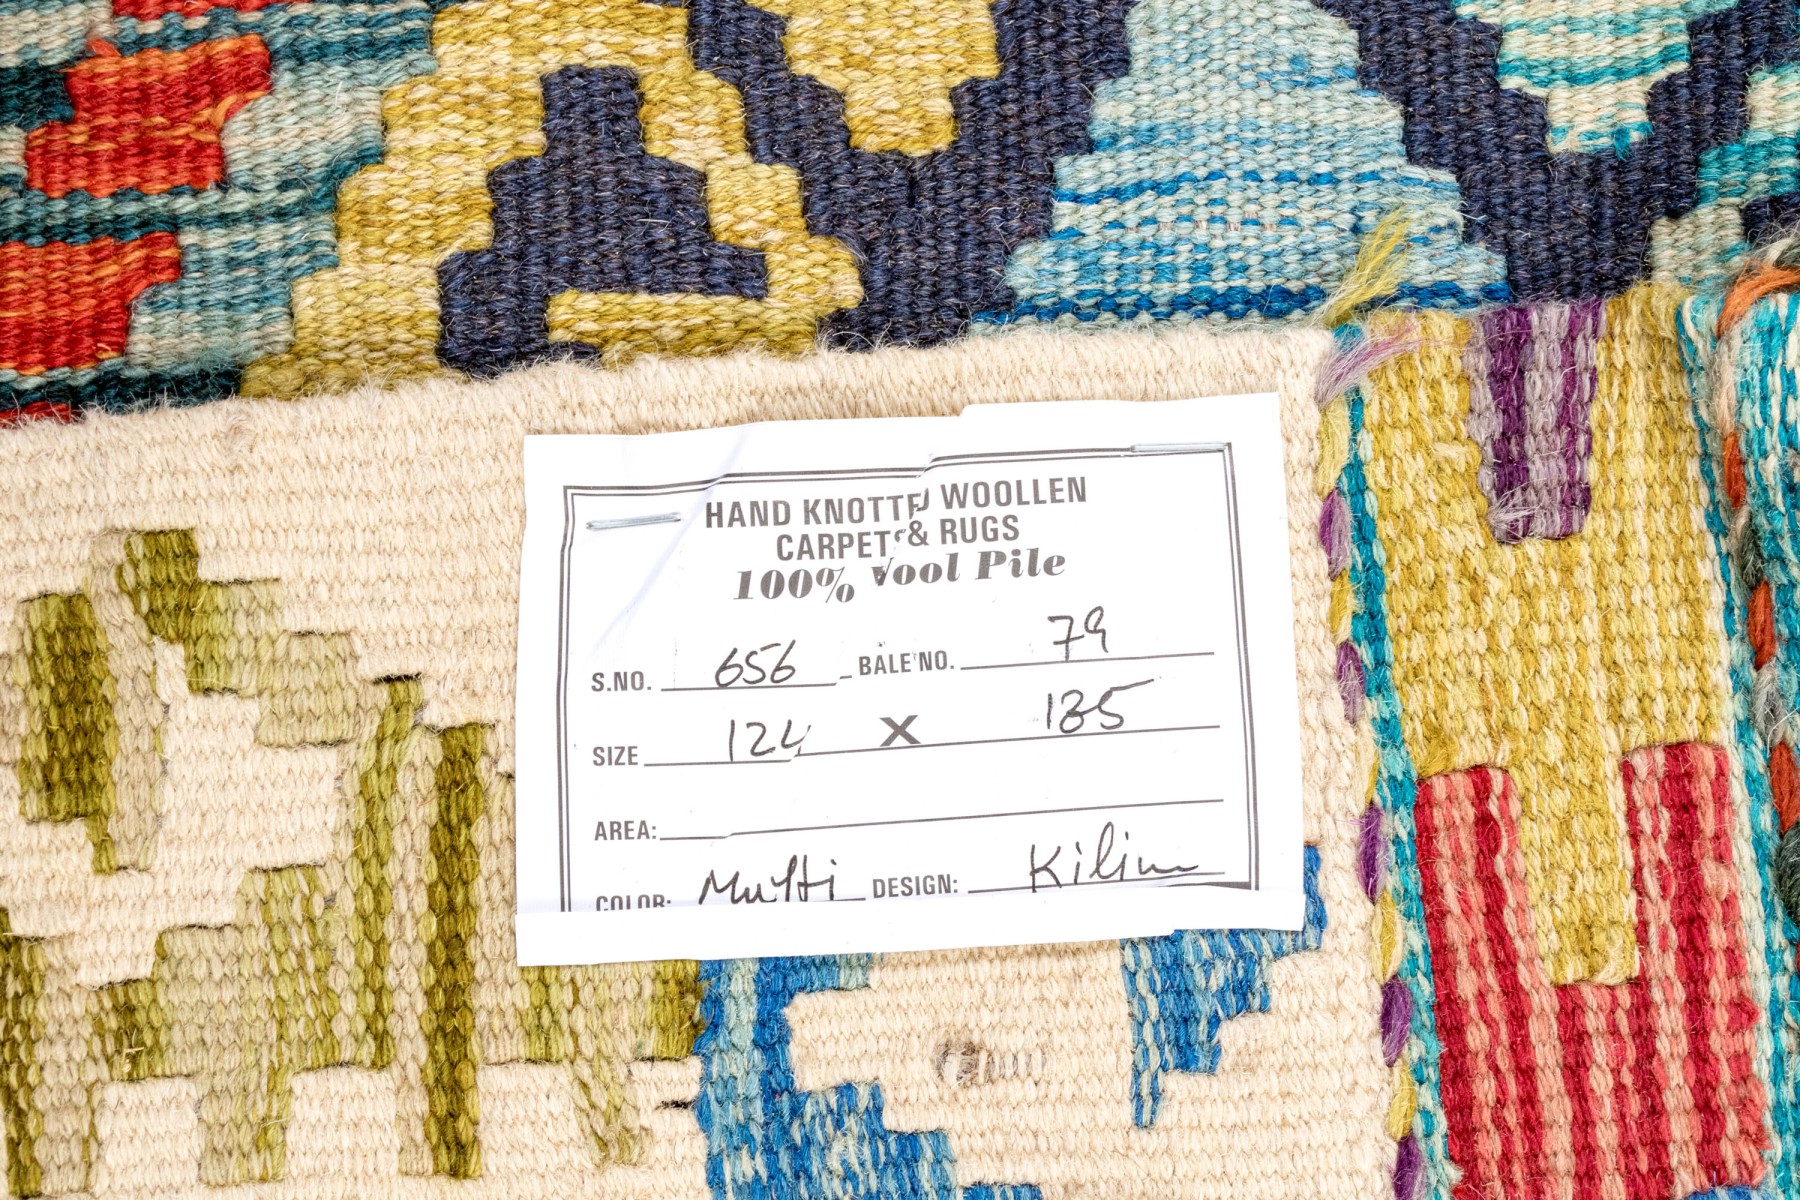 HAND KNOTTED WOOLLEN
CARPETS & RUGS
100% Wool Pile
S.NO. 656 BALE NO. 79
SIZE 124 X 185
AREA:
COLOR: Multi DESIGN: Kilim